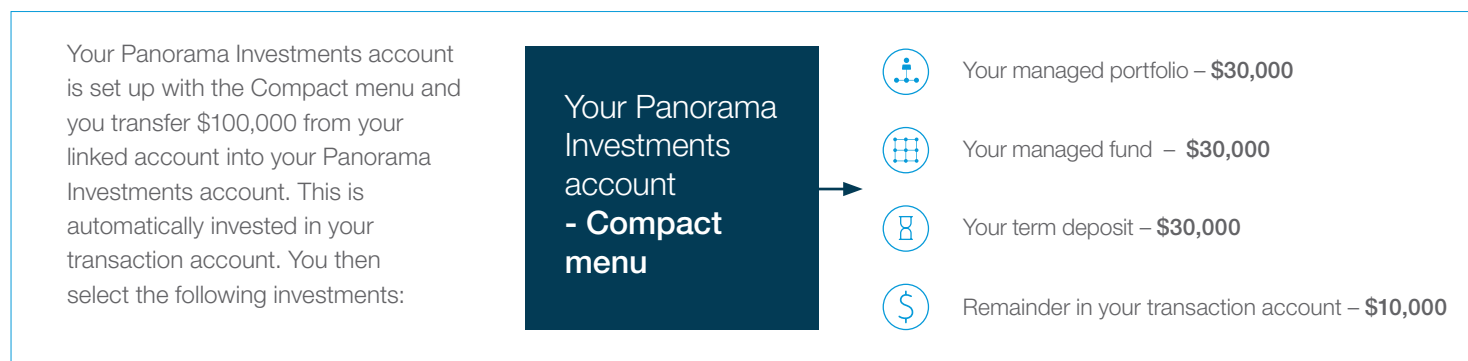 Your Panorama Investments account
is set up with the Compact menu and
you transfer $100,000 from your
linked account into your Panorama
Investments account. This is
automatically invested in your
transaction account. You then
select the following investments:
Your Panorama
Investments
account
- Compact
menu
Your managed portfolio – $30,000
Your managed fund – $30,000
Your term deposit – $30,000
$
Remainder in your transaction account – $10,000